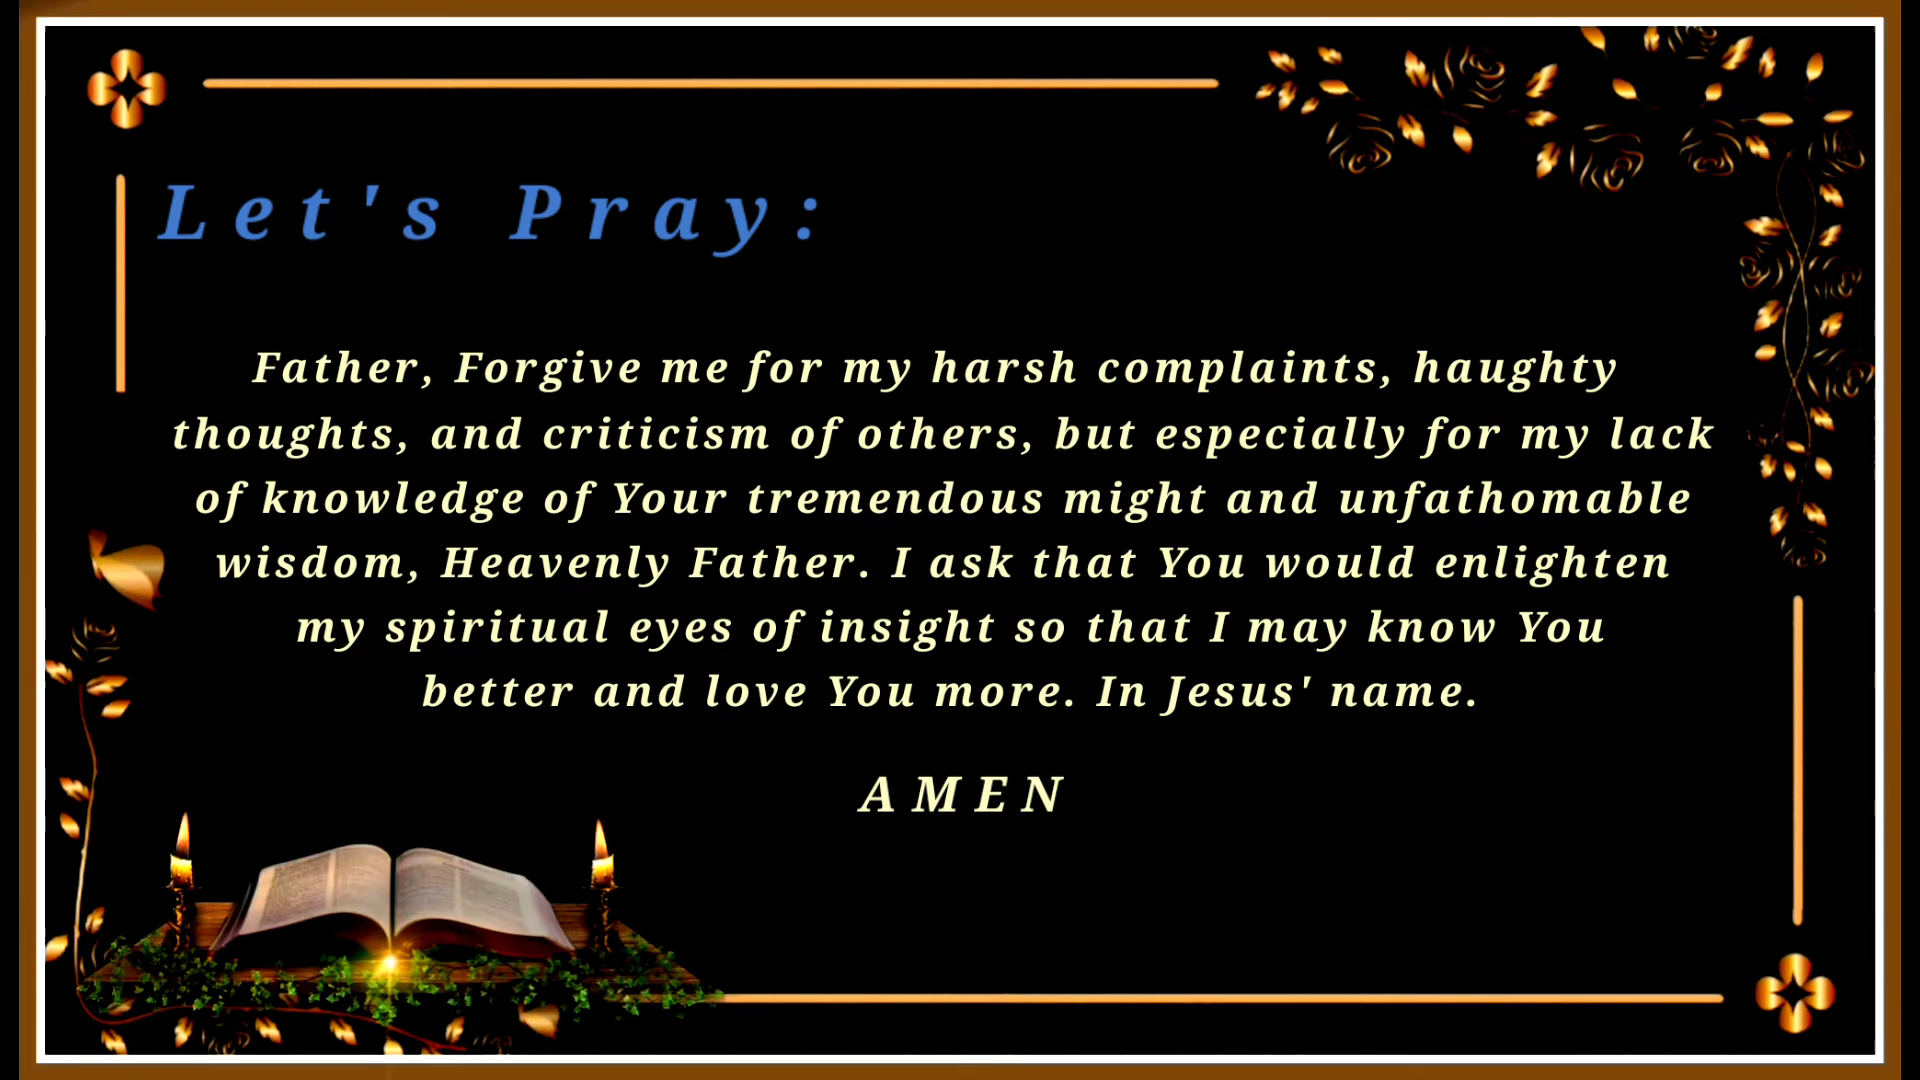 Let's Pray:
Father, Forgive me for my harsh complaints, haughty
thoughts, and criticism of others, but especially for my lack
of knowledge of Your tremendous might and unfathomable
wisdom, Heavenly Father. I ask that You would enlighten
my spiritual eyes of insight so that I may know You
better and love You more. In Jesus' name.
AMEN